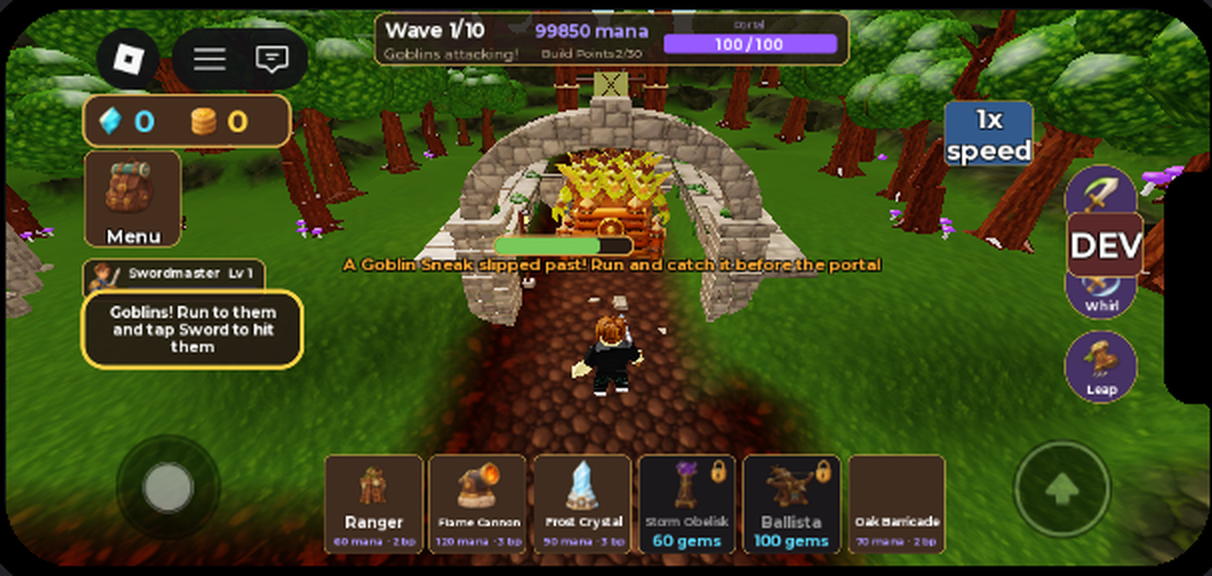 Wave 1/10
99850 mana
Portal
Goblins attacking!
Build Points 2/30
100/100
0
0
1x
speed
Menu
DEV
Swordmaster Lv 1
A Goblin Sneak slipped past! Run and catch it before the portal
Goblins! Run to them
and tap Sword to hit
them
Whirl
Leap
Ranger
60 mana · 2 bp
Flame Cannon
120 mana · 3 bp
Frost Crystal
90 mana · 3 bp
Storm Obelisk
60 gems
Ballista
100 gems
Oak Barricade
70 mana · 2 bp